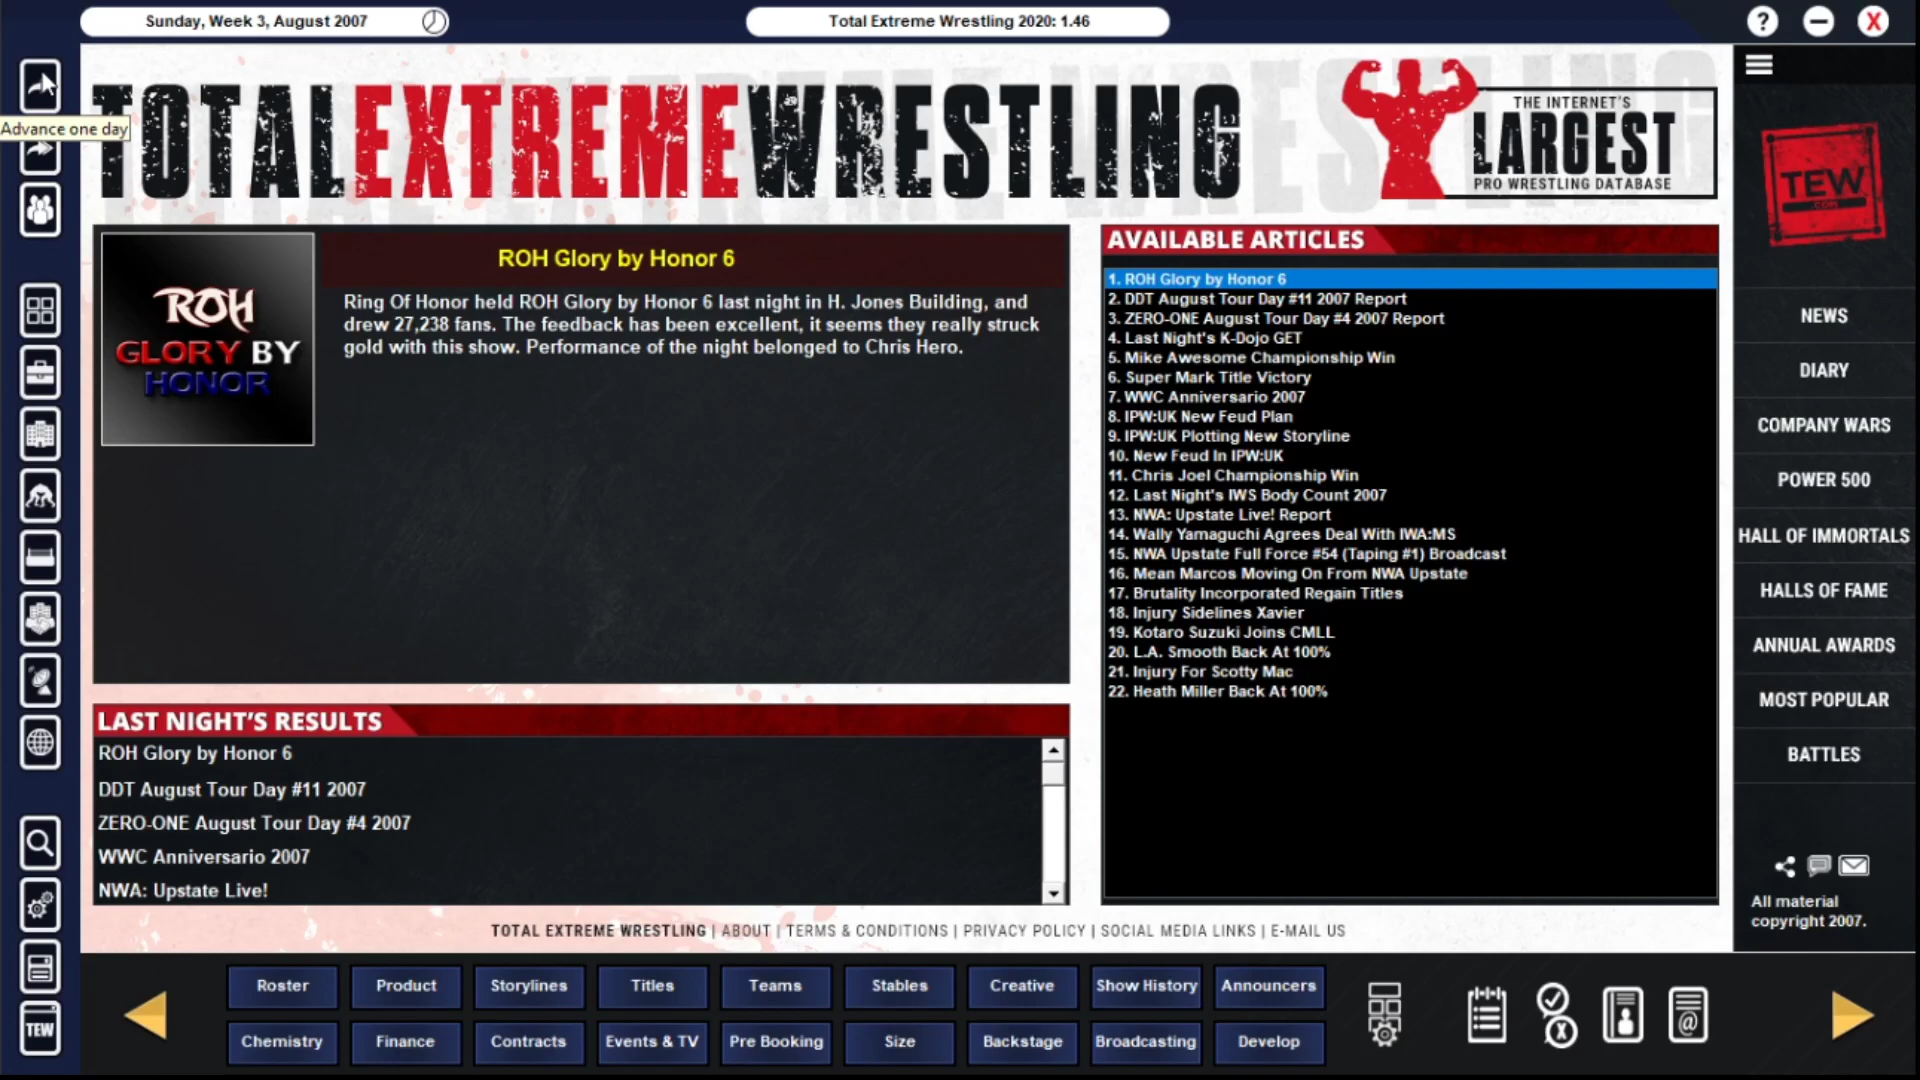 Sunday, Week 3, August 2007
Total Extreme Wrestling 2020: 1.46
?
X
Advance one day
TOTALEXTREMEWRESTLING
THE INTERNET'S
LARGEST
PRO WRESTLING DATABASE
TEW
.COM
ROH
GLORY BY
HONOR
ROH Glory by Honor 6
Ring Of Honor held ROH Glory by Honor 6 last night in H. Jones Building, and
drew 27,238 fans. The feedback has been excellent, it seems they really struck
gold with this show. Performance of the night belonged to Chris Hero.
AVAILABLE ARTICLES
1. ROH Glory by Honor 6
2. DDT August Tour Day #11 2007 Report
3. ZERO-ONE August Tour Day #4 2007 Report
4. Last Night's K-Dojo GET
5. Mike Awesome Championship Win
6. Super Mark Title Victory
7. WWC Anniversario 2007
8. IPW:UK New Feud Plan
9. IPW:UK Plotting New Storyline
10. New Feud In IPW:UK
11. Chris Joel Championship Win
12. Last Night's IWS Body Count 2007
13. NWA: Upstate Live! Report
14. Wally Yamaguchi Agrees Deal With IWA:MS
15. NWA Upstate Full Force #54 (Taping #1) Broadcast
16. Mean Marcos Moving On From NWA Upstate
17. Brutality Incorporated Regain Titles
18. Injury Sidelines Xavier
19. Kotaro Suzuki Joins CMLL
20. L.A. Smooth Back At 100%
21. Injury For Scotty Mac
22. Heath Miller Back At 100%
NEWS
DIARY
COMPANY WARS
POWER 500
HALL OF IMMORTALS
HALLS OF FAME
ANNUAL AWARDS
MOST POPULAR
BATTLES
All material
copyright 2007.
LAST NIGHT'S RESULTS
ROH Glory by Honor 6
DDT August Tour Day #11 2007
ZERO-ONE August Tour Day #4 2007
WWC Anniversario 2007
NWA: Upstate Live!
TOTAL EXTREME WRESTLING | ABOUT | TERMS & CONDITIONS | PRIVACY POLICY | SOCIAL MEDIA LINKS | E-MAIL US
TEW
Roster
Product
Storylines
Titles
Teams
Stables
Creative
Show History
Announcers
Chemistry
Finance
Contracts
Events & TV
Pre Booking
Size
Backstage
Broadcasting
Develop